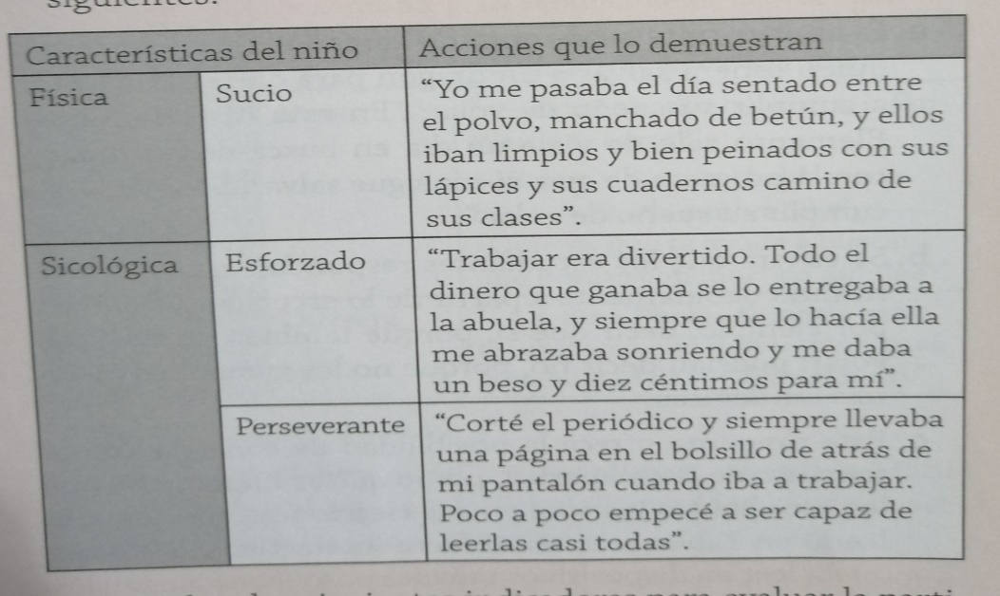 Características del niño
Acciones que lo demuestran
Física
Sucio
“Yo me pasaba el día sentado entre
el polvo, manchado de betún, y ellos
iban limpios y bien peinados con sus
lápices y sus cuadernos camino de
sus clases”.
Sicológica
Esforzado
“Trabajar era divertido. Todo el
dinero que ganaba se lo entregaba a
la abuela, y siempre que lo hacía ella
me abrazaba sonriendo y me daba
un beso y diez céntimos para mí”.
Perseverante
“Corté el periódico y siempre llevaba
una página en el bolsillo de atrás de
mi pantalón cuando iba a trabajar.
Poco a poco empecé a ser capaz de
leerlas casi todas”.